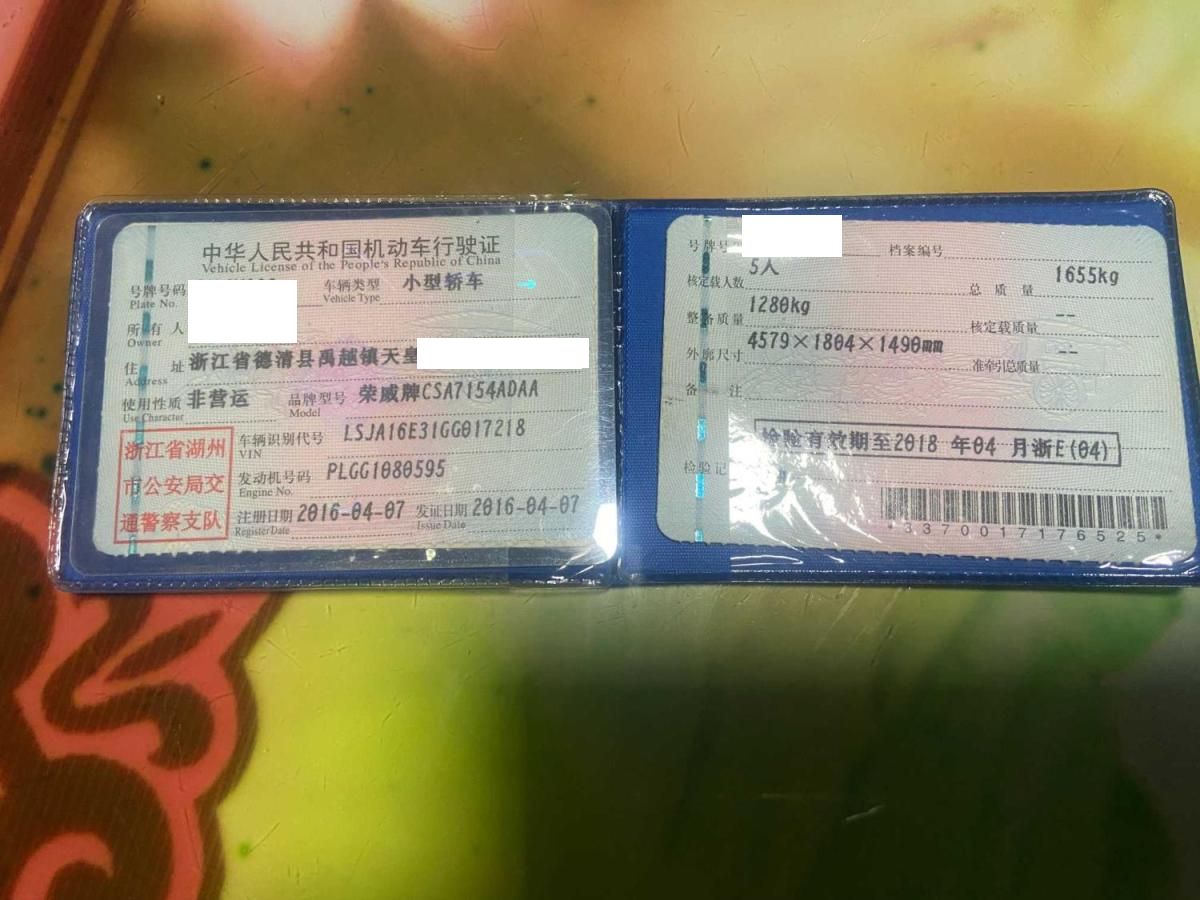 中华人民共和国机动车行驶证
Vehicle License of the People's Republic of China
号牌号码
Plate No.
车辆类型 小型轿车
Vehicle Type
所有人
Owner
住址 浙江省德清县禹越镇天皇
Address
使用性质 非营运
Use Character
品牌型号 荣威牌CSA7154ADAA
Model
浙江省湖州
市公安局交
通警察支队
车辆识别代号 LSJA16E31GG017218
VIN
发动机号码 PLGG1080595
Engine No.
注册日期 2016-04-07 发证日期 2016-04-07
Register Date Issue Date
号牌号
档案编号
核定载人数 5人
总质量 1655kg
整备质量 1280kg
核定载质量 --
外廓尺寸 4579×1804×1490mm
准牵引总质量 --
备注
检验有效期至2018 年04 月浙E(04)
检验记
*3370017176525*